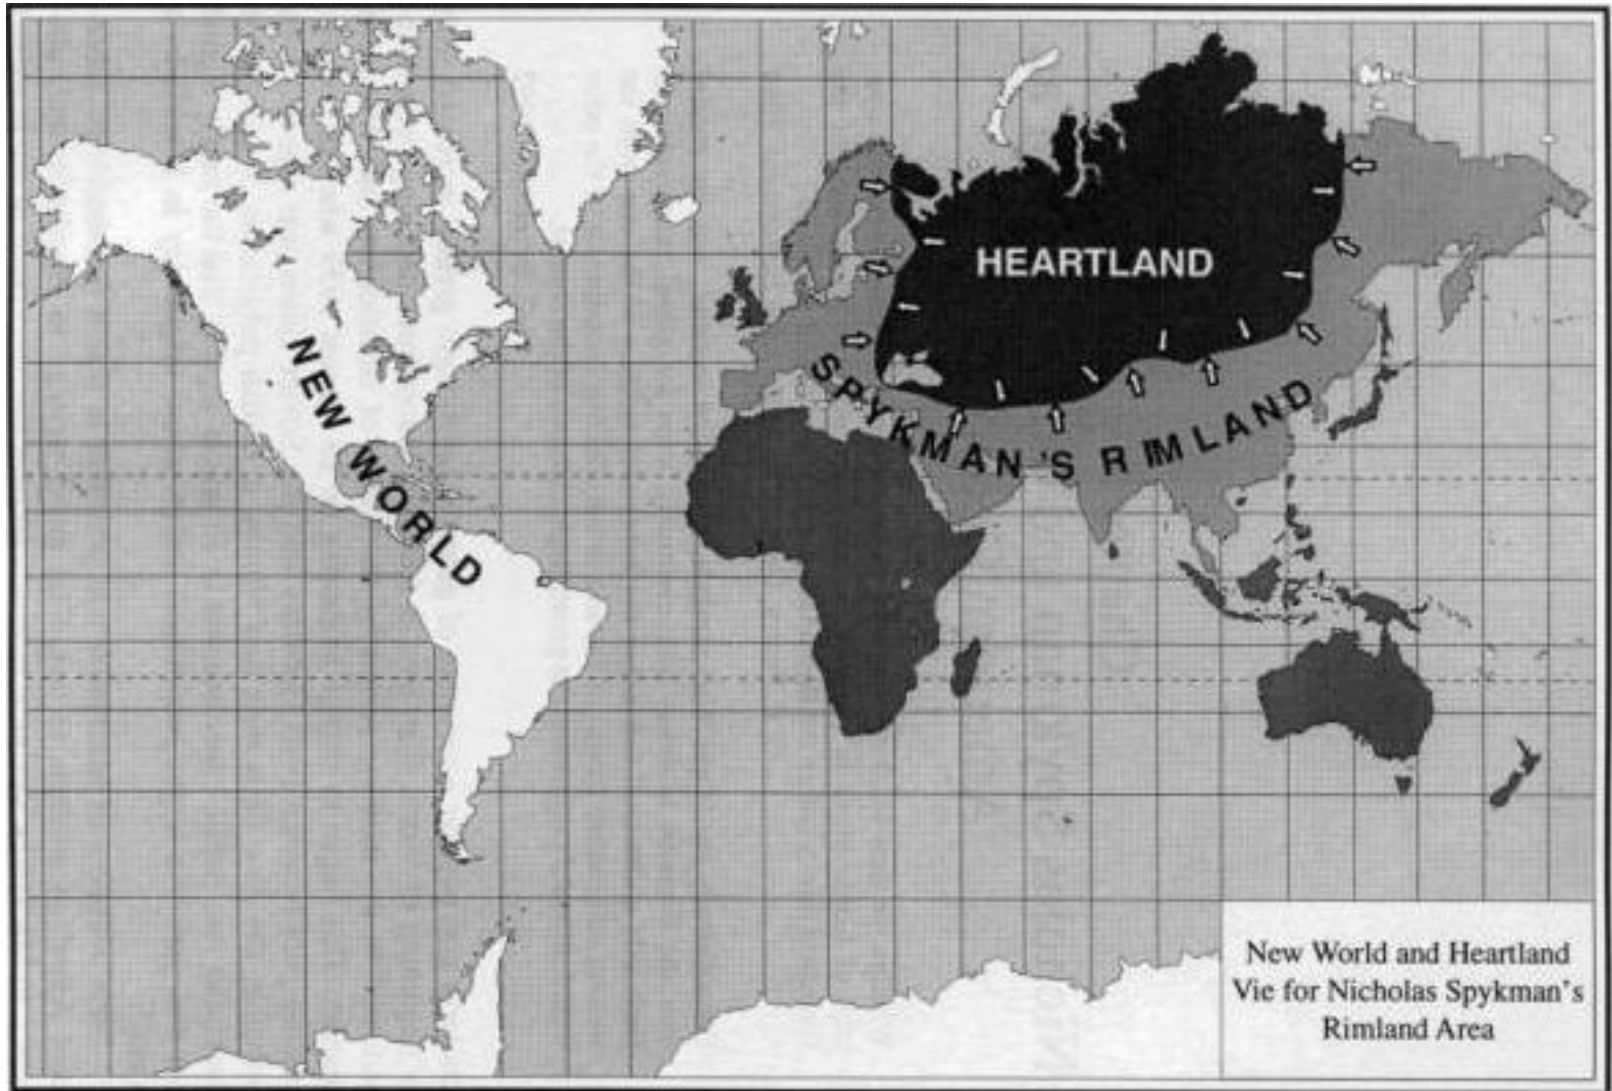 NEW WORLD
HEARTLAND
SPYKMAN'S RIMLAND
New World and Heartland
Vie for Nicholas Spykman's
Rimland Area